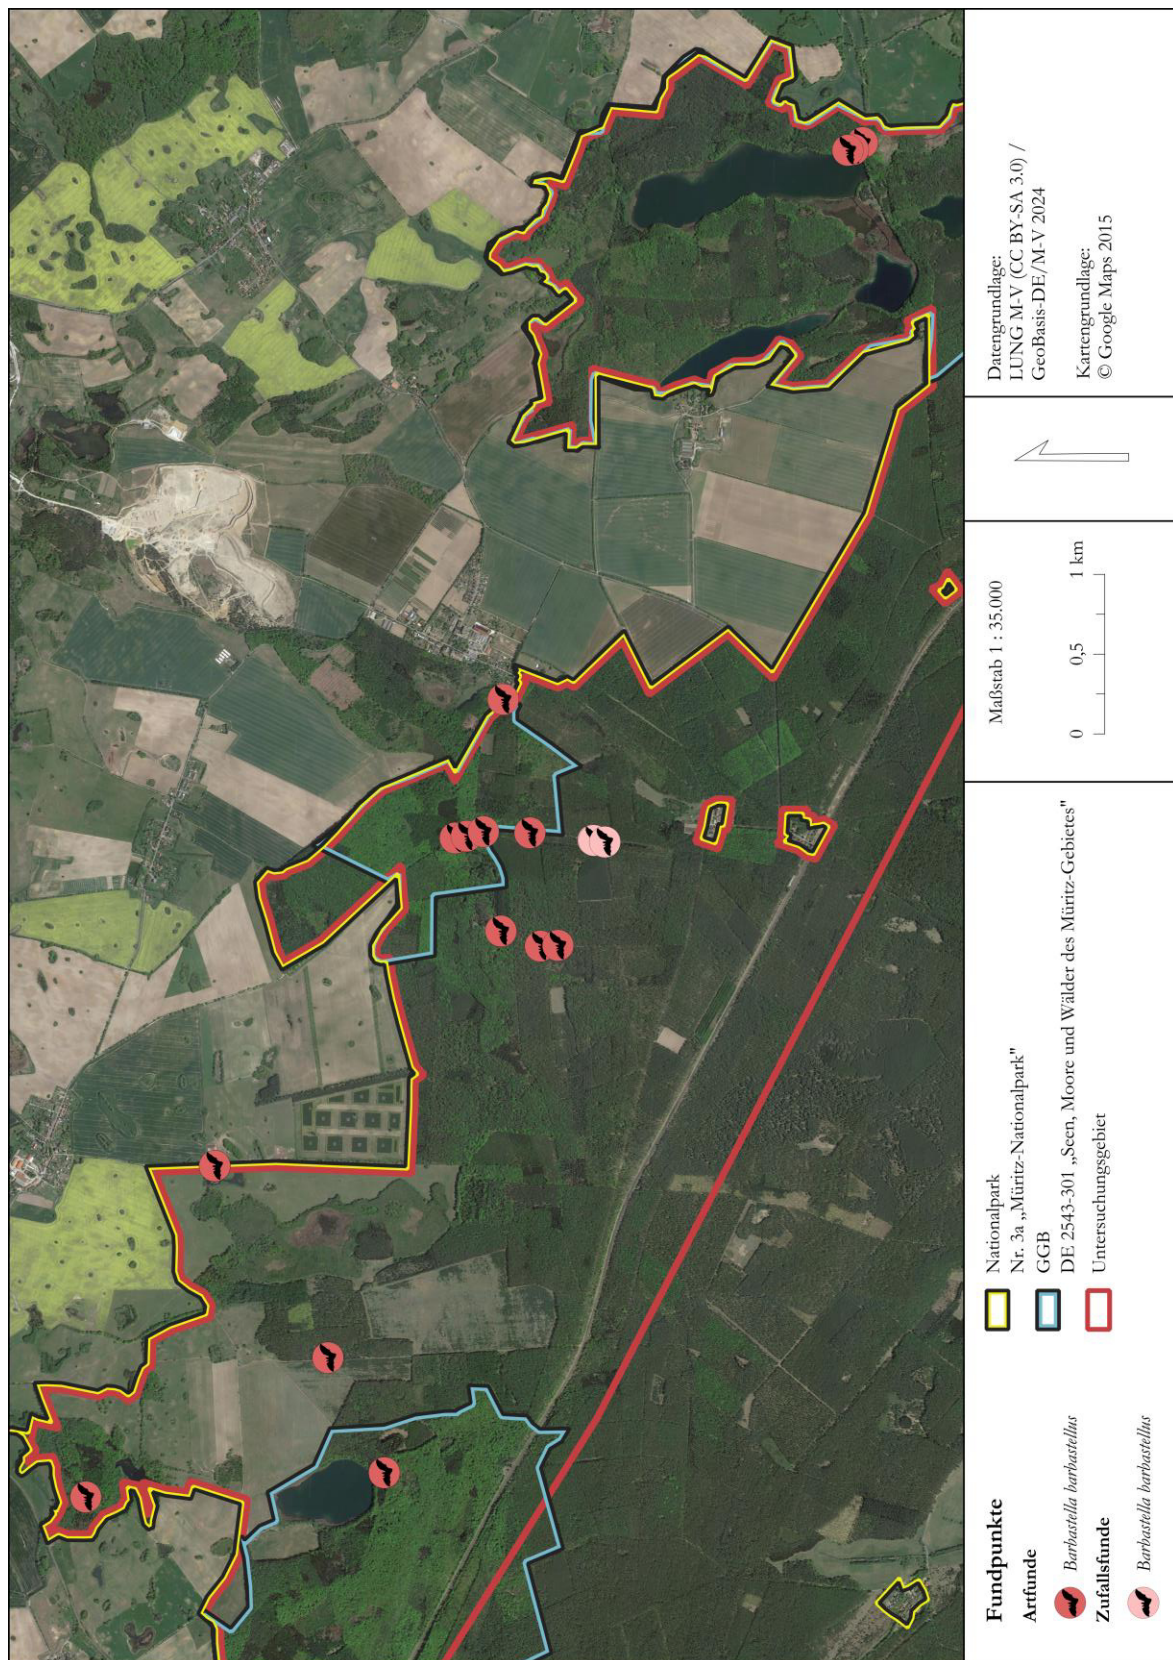 Fundpunkte
Artfunde
Barbastella barbastellus
Zufallsfunde
Barbastella barbastellus
Nationalpark
Nr. 3a „Müritz-Nationalpark"
GGB
DE 2543-301 „Seen, Moore und Wälder des Müritz-Gebietes"
Untersuchungsgebiet
Maßstab 1 : 35.000
0 0,5 1 km
Datengrundlage:
LUNG M-V (CC BY-SA 3.0) /
GeoBasis-DE/M-V 2024
Kartengrundlage:
© Google Maps 2015